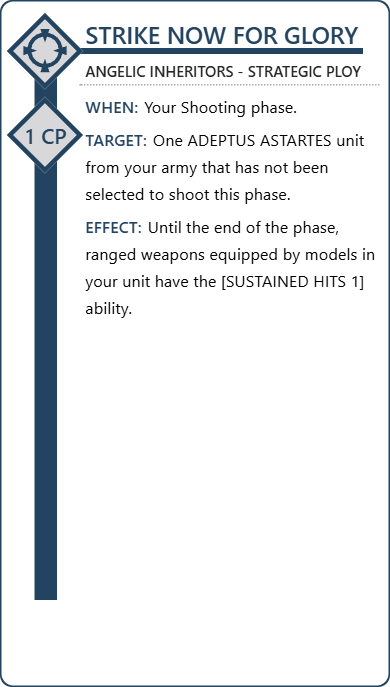 STRIKE NOW FOR GLORY
ANGELIC INHERITORS - STRATEGIC PLOY
1 CP
WHEN: Your Shooting phase.
TARGET: One ADEPTUS ASTARTES unit
from your army that has not been
selected to shoot this phase.
EFFECT: Until the end of the phase,
ranged weapons equipped by models in
your unit have the [SUSTAINED HITS 1]
ability.